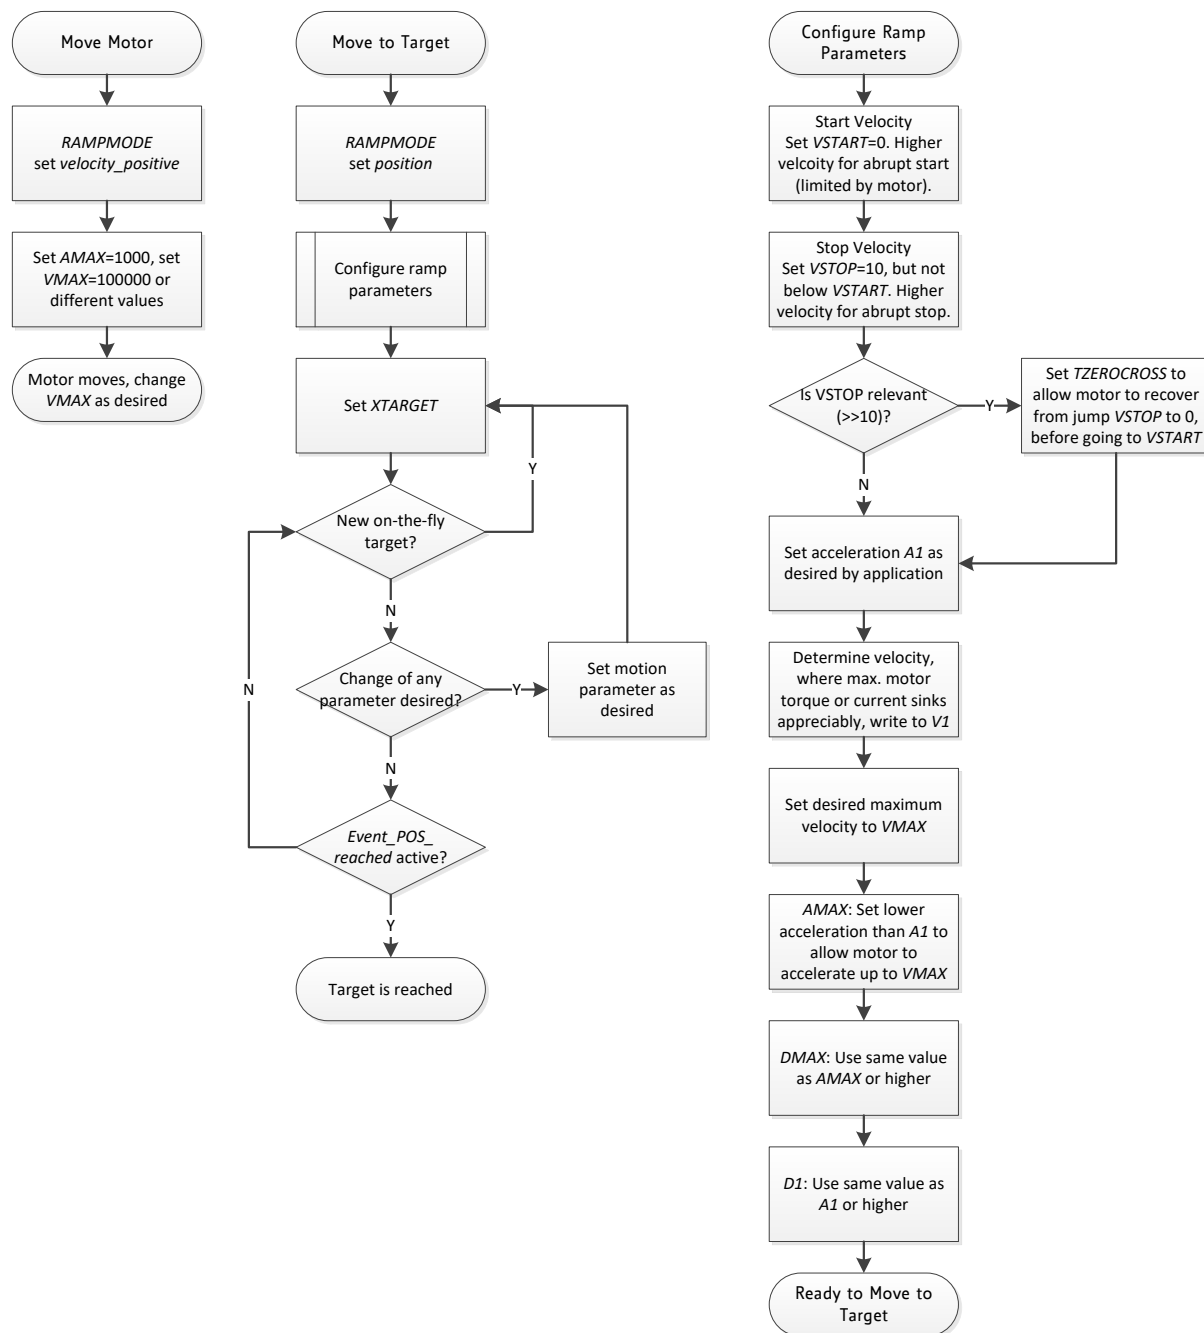 Move Motor
RAMPMODE
set velocity_positive
Set AMAX=1000, set
VMAX=100000 or
different values
Motor moves, change
VMAX as desired
Move to Target
RAMPMODE
set position
Configure ramp
parameters
Set XTARGET
Y
New on-the-fly
target?
N
N
Change of any
parameter desired?
Y
Set motion
parameter as
desired
N
Event_POS_
reached active?
Y
Target is reached
Configure Ramp
Parameters
Start Velocity
Set VSTART=0. Higher
velcoity for abrupt start
(limited by motor).
Stop Velocity
Set VSTOP=10, but not
below VSTART. Higher
velocity for abrupt stop.
Is VSTOP relevant
(>>10)?
Y
Set TZEROCROSS to
allow motor to recover
from jump VSTOP to 0,
before going to VSTART
N
Set acceleration A1 as
desired by application
Determine velocity,
where max. motor
torque or current sinks
appreciably, write to V1
Set desired maximum
velocity to VMAX
AMAX: Set lower
acceleration than A1 to
allow motor to
accelerate up to VMAX
DMAX: Use same value
as AMAX or higher
D1: Use same value as
A1 or higher
Ready to Move to
Target